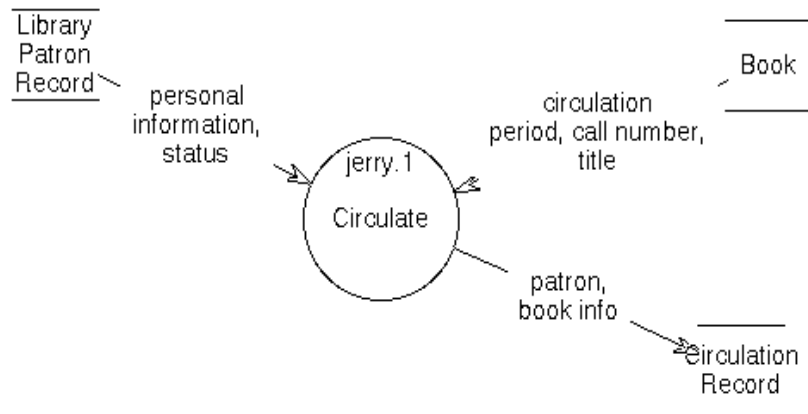 Library
Patron
Record
personal
information,
status
Book
circulation
period, call number,
title
jerry.1
Circulate
patron,
book info
Circulation
Record